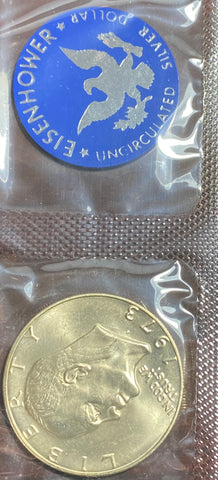 ★ EISENHOWER ★
UNCIRCULATED SILVER DOLLAR
LIBERTY
IN GOD WE
TRUST
1973